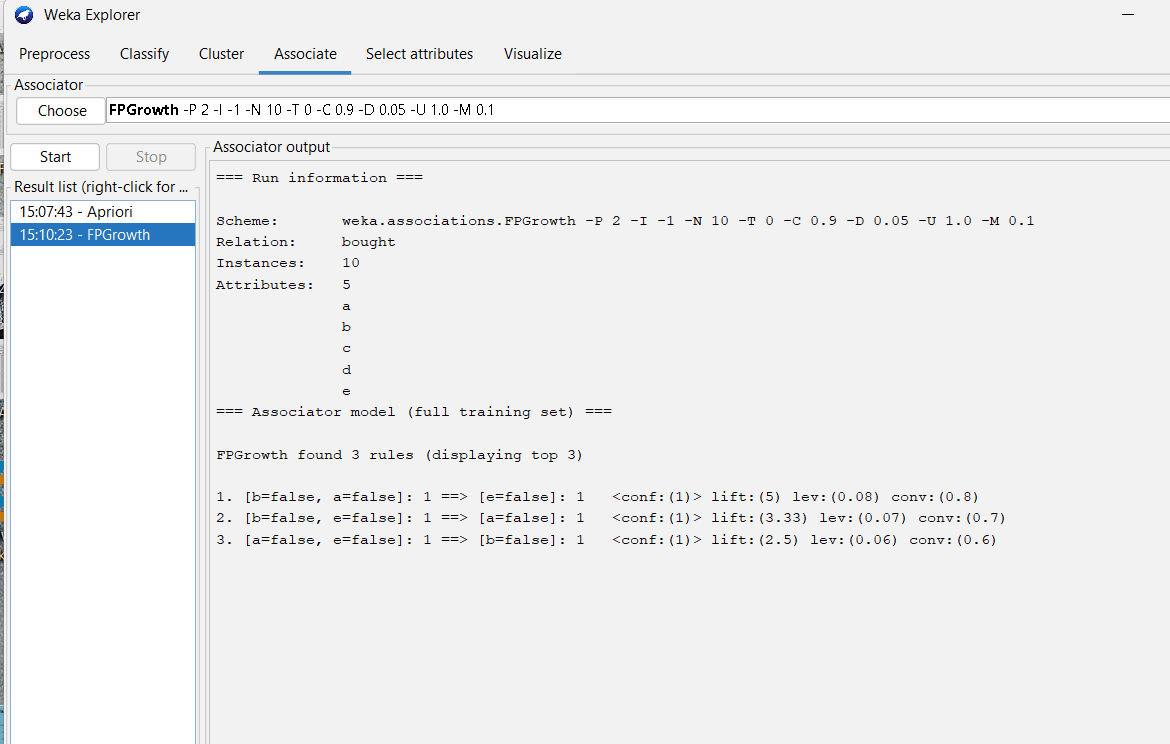 Weka Explorer
Preprocess Classify Cluster Associate Select attributes Visualize
Associator
Choose FPGrowth -P 2 -I -1 -N 10 -T 0 -C 0.9 -D 0.05 -U 1.0 -M 0.1
Start Stop
Result list (right-click for ...
15:07:43 - Apriori
15:10:23 - FPGrowth
Associator output
=== Run information ===
Scheme: weka.associations.FPGrowth -P 2 -I -1 -N 10 -T 0 -C 0.9 -D 0.05 -U 1.0 -M 0.1
Relation: bought
Instances: 10
Attributes: 5
a
b
c
d
e
=== Associator model (full training set) ===
FPGrowth found 3 rules (displaying top 3)
1. [b=false, a=false]: 1 ==> [e=false]: 1 <conf:(1)> lift:(5) lev:(0.08) conv:(0.8)
2. [b=false, e=false]: 1 ==> [a=false]: 1 <conf:(1)> lift:(3.33) lev:(0.07) conv:(0.7)
3. [a=false, e=false]: 1 ==> [b=false]: 1 <conf:(1)> lift:(2.5) lev:(0.06) conv:(0.6)